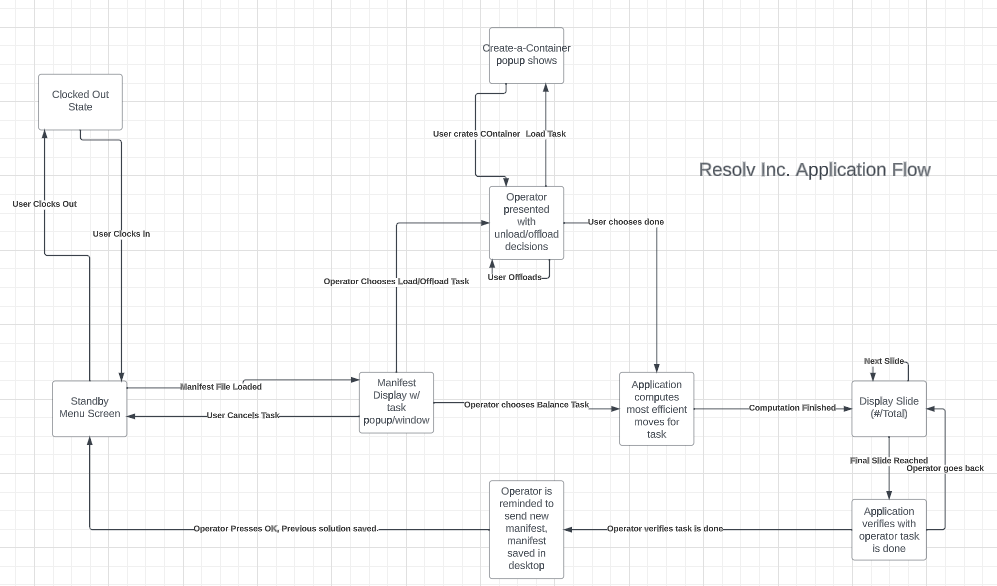 Create-a-Container
popup shows
Clocked Out
State
User crates COntainer
Load Task
Resolv Inc. Application Flow
User Clocks Out
User Clocks In
Operator
presented
with
unload/offload
decisions
User chooses done
User Offloads
Operator Chooses Load/Offload Task
Next Slide
Manifest File Loaded
Standby
Menu Screen
User Cancels Task
Manifest
Display w/
task
popup/window
Operator chooses Balance Task
Application
computes
most efficient
moves for
task
Computation Finished
Display Slide
(#/Total)
Final Slide Reached
Operator goes back
Operator Presses OK, Previous solution saved.
Operator is
reminded to
send new
manifest,
manifest
saved in
desktop
Operator verifies task is done
Application
verifies with
operator task
is done